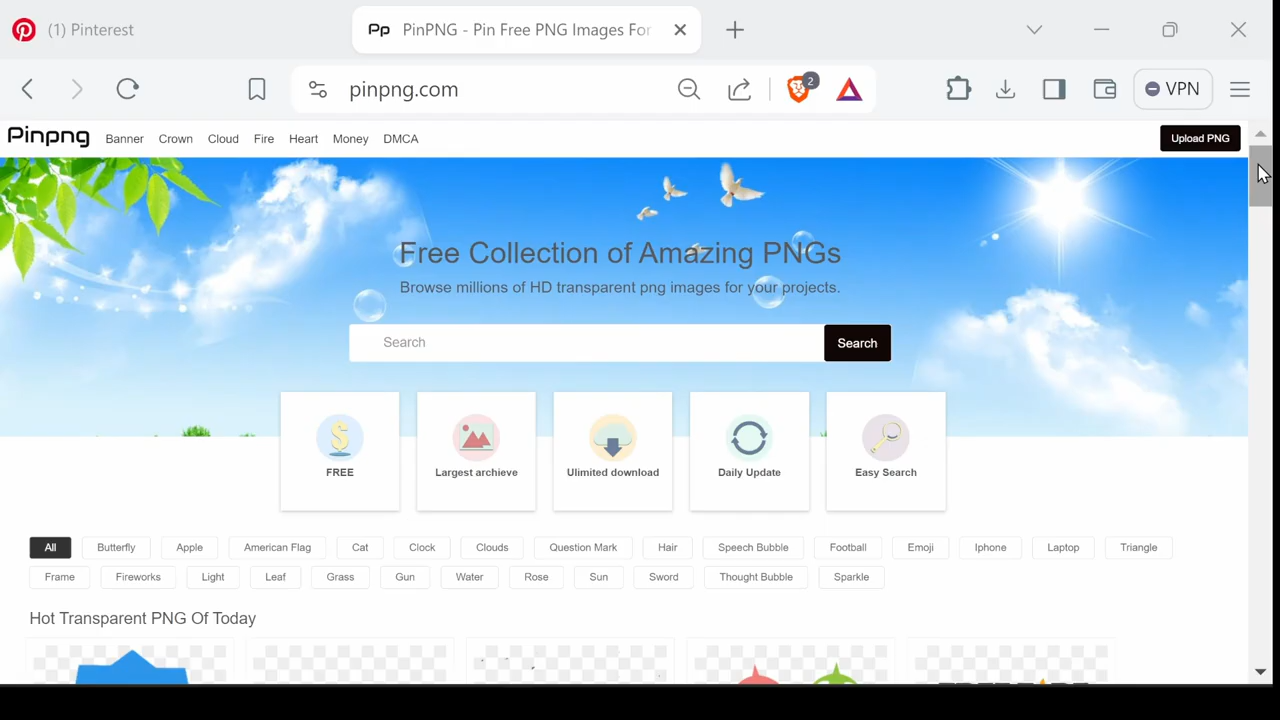 (1) Pinterest
Pp PinPNG - Pin Free PNG Images For
pinpng.com
2
VPN
Pinpng Banner Crown Cloud Fire Heart Money DMCA Upload PNG
Free Collection of Amazing PNGs
Browse millions of HD transparent png images for your projects.
Search Search
FREE Largest archieve Ulimited download Daily Update Easy Search
All Butterfly Apple American Flag Cat Clock Clouds Question Mark Hair Speech Bubble Football Emoji Iphone Laptop Triangle
Frame Fireworks Light Leaf Grass Gun Water Rose Sun Sword Thought Bubble Sparkle
Hot Transparent PNG Of Today